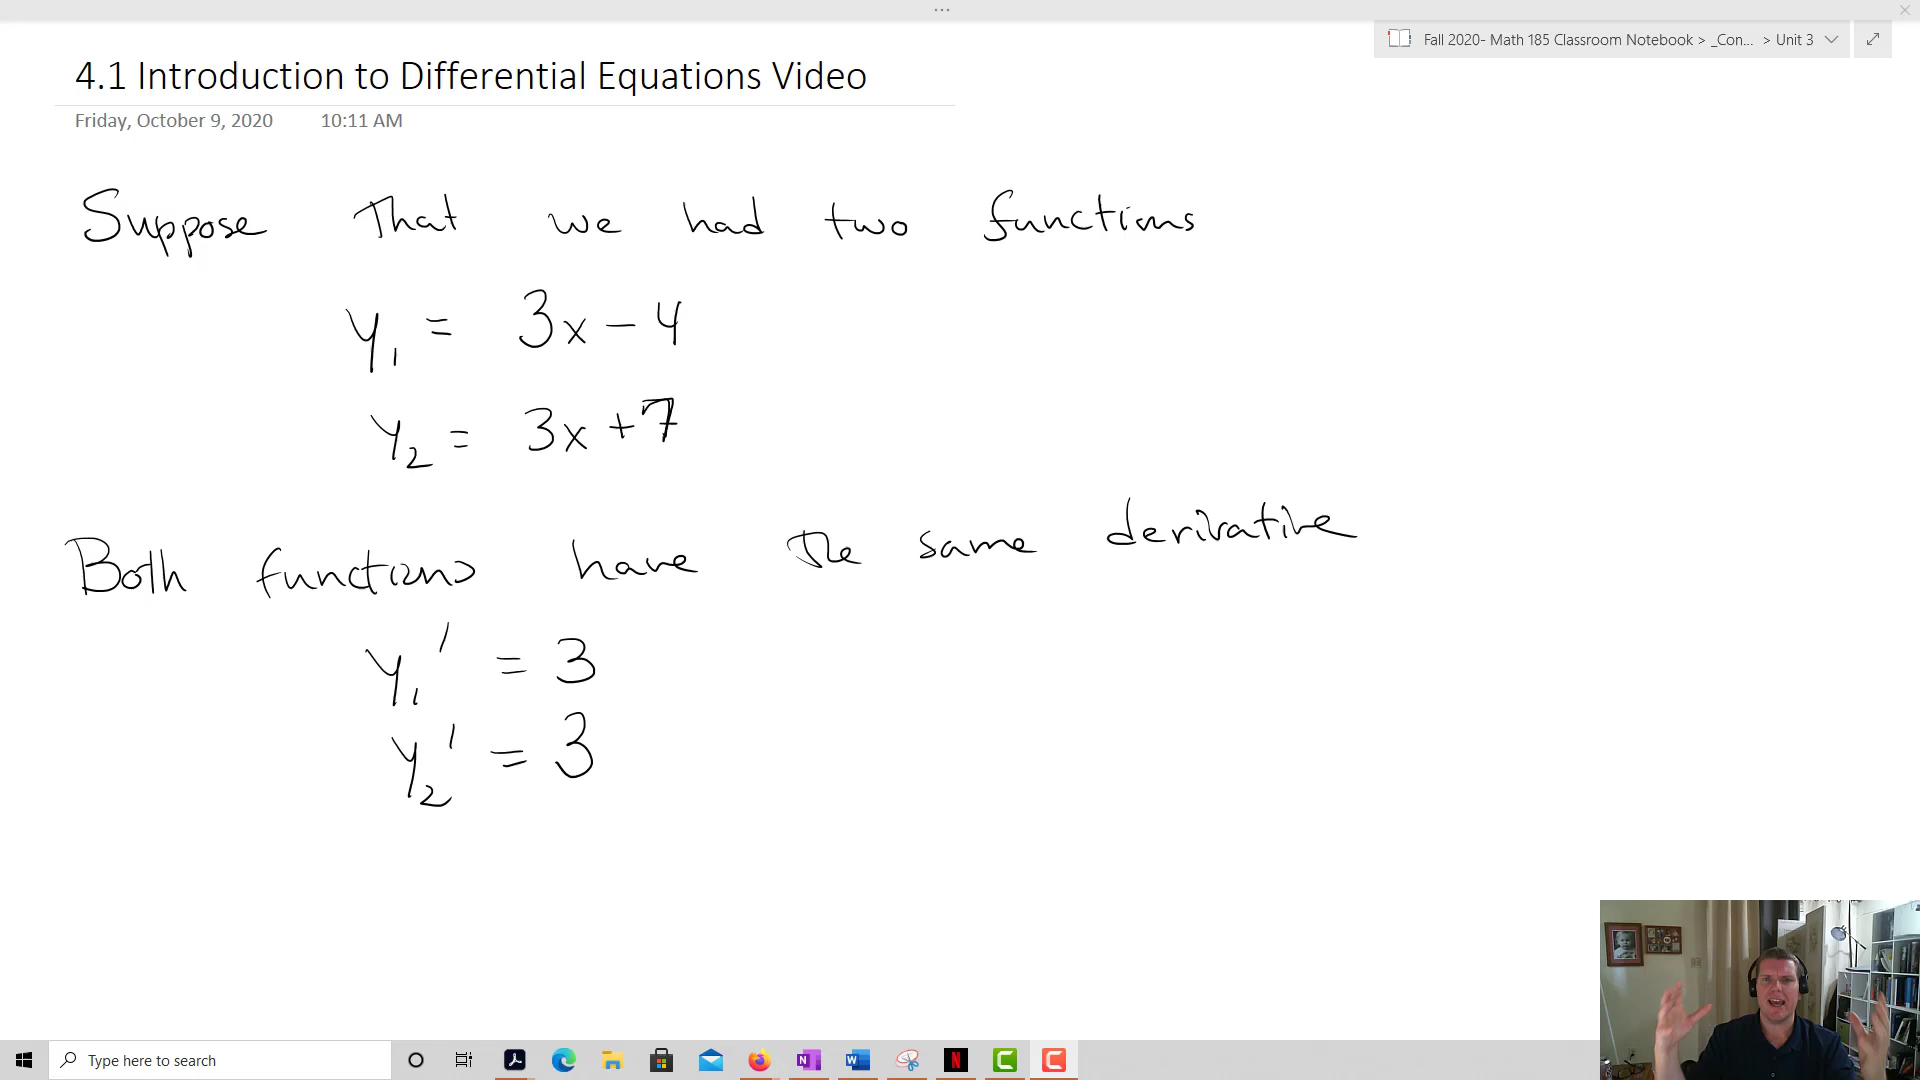 ...
Fall 2020- Math 185 Classroom Notebook > _Con... > Unit 3
4.1 Introduction to Differential Equations Video
Friday, October 9, 2020 10:11 AM
Suppose that we had two functions
y₁ = 3x - 4
y₂ = 3x + 7
Both functions have the same derivative
y₁' = 3
y₂' = 3
Type here to search